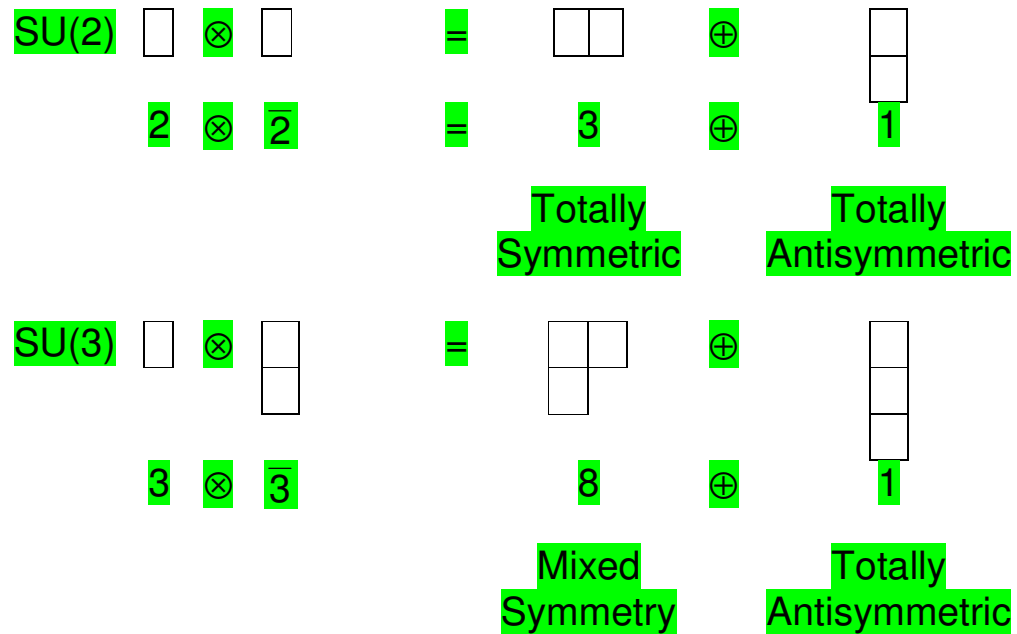 SU(2) ⊗ = ⊕
2 ⊗ 2̅ = 3 ⊕ 1
Totally Totally
Symmetric Antisymmetric
SU(3) ⊗ = ⊕
3 ⊗ 3̅ 8 ⊕ 1
Mixed Totally
Symmetry Antisymmetric